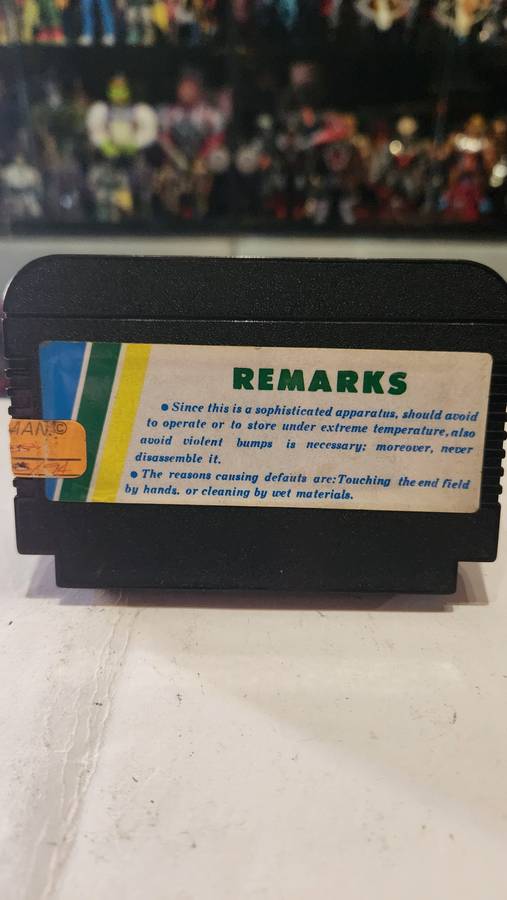 REMARKS
● Since this is a sophisticated apparatus, should avoid
to operate or to store under extreme temperature, also
avoid violent bumps is necessary; moreover, never
disassemble it.
● The reasons causing defauts are: Touching the end field
by hands. or cleaning by wet materials.
MAN.©